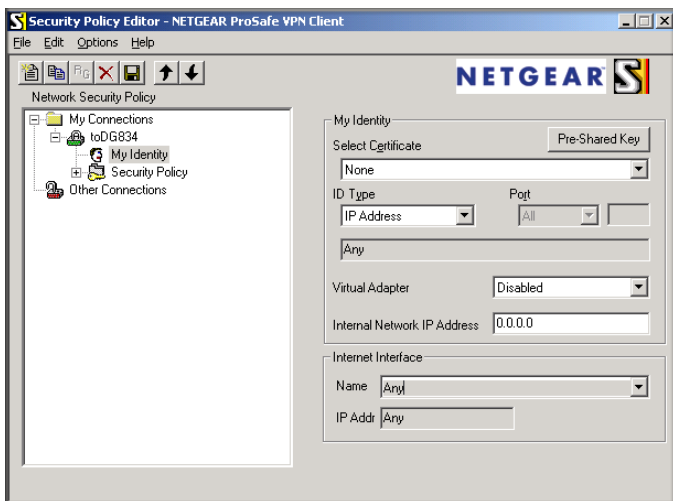 Security Policy Editor - NETGEAR ProSafe VPN Client
File Edit Options Help
NETGEAR
Network Security Policy
My Connections
toDG834
My Identity
Security Policy
Other Connections
My Identity
Select Certificate
Pre-Shared Key
None
ID Type
Port
IP Address
All
Any
Virtual Adapter
Disabled
Internal Network IP Address
0.0.0.0
Internet Interface
Name
Any
IP Addr
Any